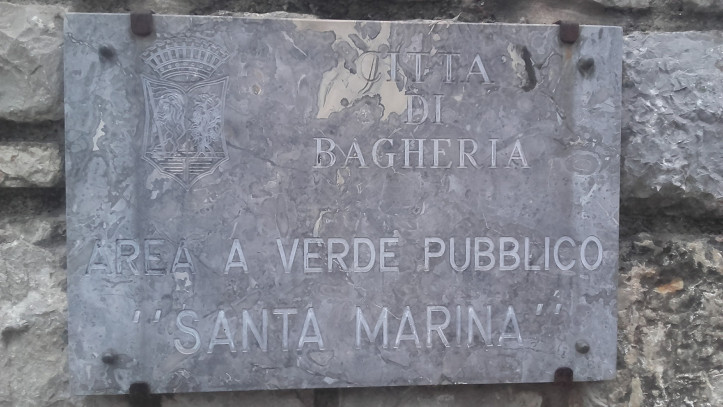 CITTA
DI
BAGHERIA
AREA A VERDE PUBBLICO
"SANTA MARINA"